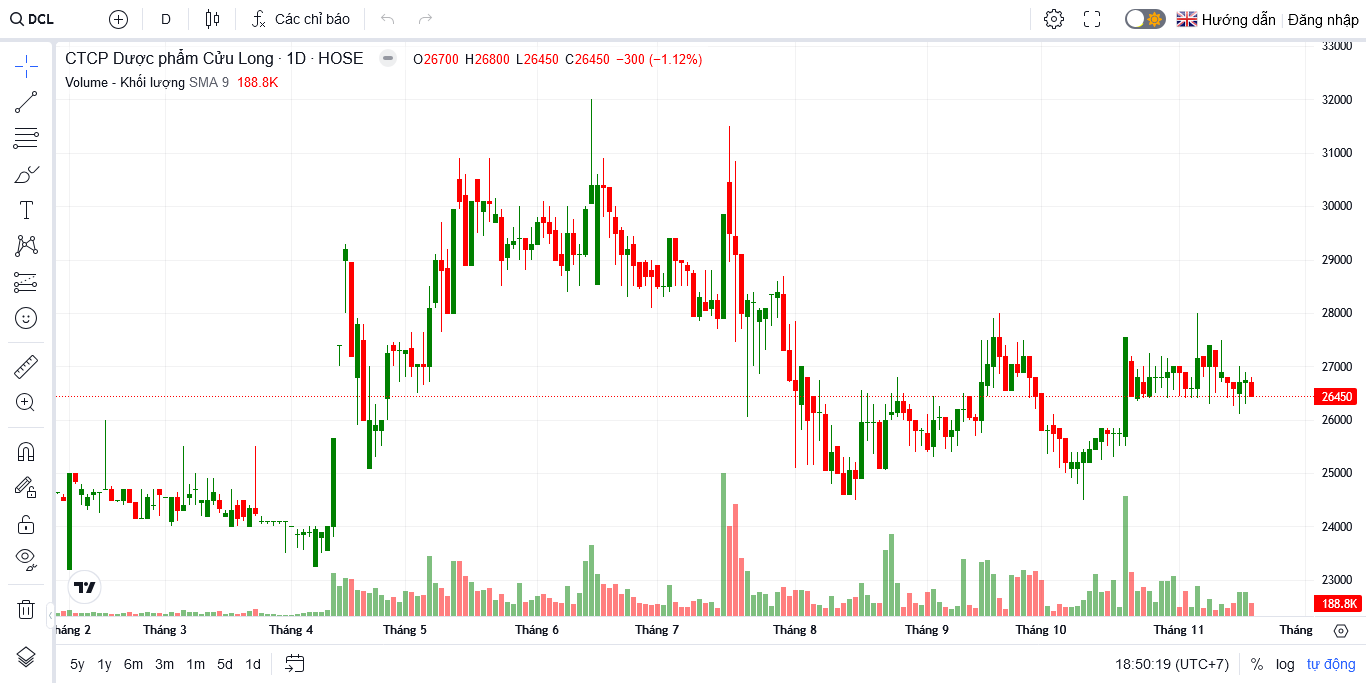 DCL D Các chỉ báo Hướng dẫn Đăng nhập
CTCP Dược phẩm Cửu Long · 1D · HOSE O26700 H26800 L26450 C26450 −300 (−1.12%)
Volume - Khối lượng SMA 9 188.8K
33000
32000
31000
30000
29000
28000
27000
26450
26000
25000
24000
23000
188.8K
háng 2 Tháng 3 Tháng 4 Tháng 5 Tháng 6 Tháng 7 Tháng 8 Tháng 9 Tháng 10 Tháng 11 Tháng
5y 1y 6m 3m 1m 5d 1d 18:50:19 (UTC+7) % log tự động